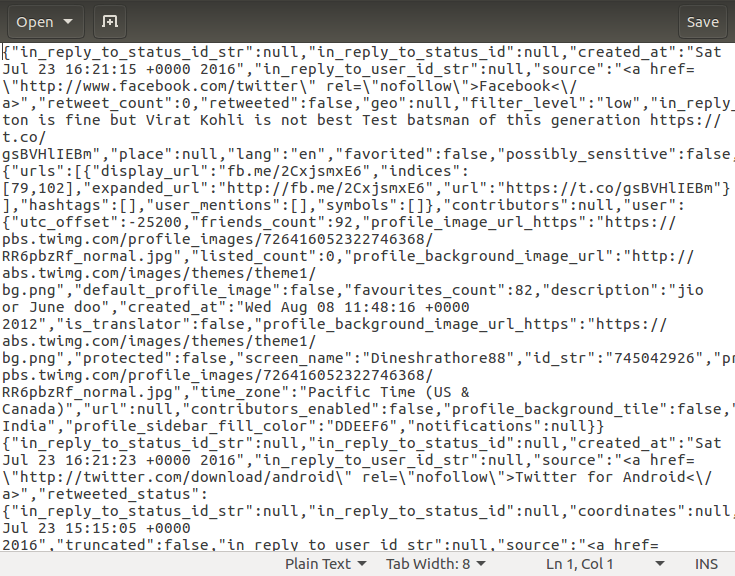 Open
Save
{"in_reply_to_status_id_str":null,"in_reply_to_status_id":null,"created_at":"Sat
Jul 23 16:21:15 +0000 2016","in_reply_to_user_id_str":null,"source":"<a href=
\"http://www.facebook.com/twitter\" rel=\"nofollow\">Facebook<\/
a>","retweet_count":0,"retweeted":false,"geo":null,"filter_level":"low","in_reply_
ton is fine but Virat Kohli is not best Test batsman of this generation https://
t.co/
gsBVHlIEBm","place":null,"lang":"en","favorited":false,"possibly_sensitive":false,
{"urls":[{"display_url":"fb.me/2CxjsmxE6","indices":
[79,102],"expanded_url":"http://fb.me/2CxjsmxE6","url":"https://t.co/gsBVHlIEBm"}
],"hashtags":[],"user_mentions":[],"symbols":[]},"contributors":null,"user":
{"utc_offset":-25200,"friends_count":92,"profile_image_url_https":"https://
pbs.twimg.com/profile_images/726416052322746368/
RR6pbzRf_normal.jpg","listed_count":0,"profile_background_image_url":"http://
abs.twimg.com/images/themes/theme1/
bg.png","default_profile_image":false,"favourites_count":82,"description":"jio
or June doo","created_at":"Wed Aug 08 11:48:16 +0000
2012","is_translator":false,"profile_background_image_url_https":"https://
abs.twimg.com/images/themes/theme1/
bg.png","protected":false,"screen_name":"Dineshrathore88","id_str":"745042926","pr
pbs.twimg.com/profile_images/726416052322746368/
RR6pbzRf_normal.jpg","time_zone":"Pacific Time (US &
Canada)","url":null,"contributors_enabled":false,"profile_background_tile":false,"
India","profile_sidebar_fill_color":"DDEEF6","notifications":null}}
{"in_reply_to_status_id_str":null,"in_reply_to_status_id":null,"created_at":"Sat
Jul 23 16:21:23 +0000 2016","in_reply_to_user_id_str":null,"source":"<a href=
\"http://twitter.com/download/android\" rel=\"nofollow\">Twitter for Android<\/
a>","retweeted_status":
{"in_reply_to_status_id_str":null,"in_reply_to_status_id":null,"coordinates":null,
Jul 23 15:15:05 +0000
2016","truncated":false,"in_reply_to_user_id_str":null,"source":"<a href=
Plain Text
Tab Width: 8
Ln 1, Col 1
INS